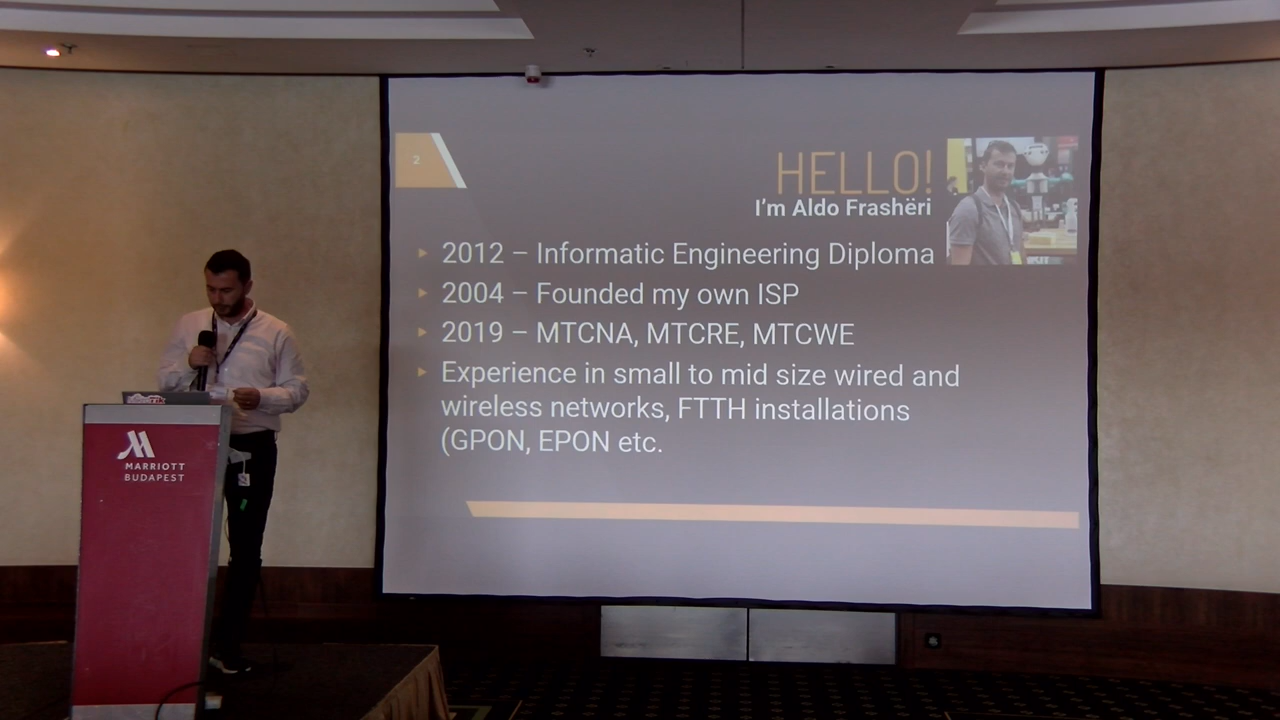 2
HELLO!
I'm Aldo Frashëri
▸ 2012 – Informatic Engineering Diploma
▸ 2004 – Founded my own ISP
▸ 2019 – MTCNA, MTCRE, MTCWE
▸ Experience in small to mid size wired and
wireless networks, FTTH installations
(GPON, EPON etc.
MARRIOTT
BUDAPEST